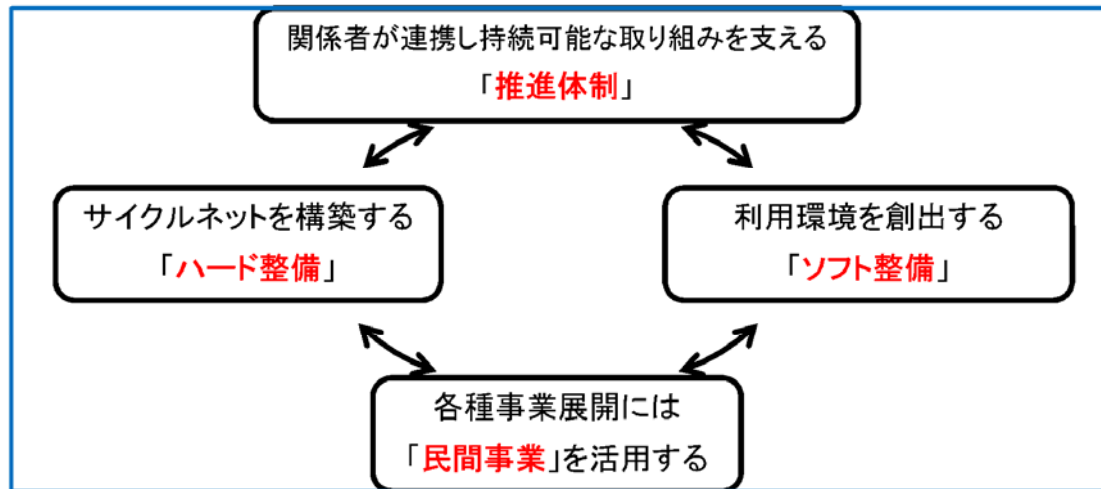 関係者が連携し持続可能な取り組みを支える
「推進体制」
サイクルネットを構築する
「ハード整備」
利用環境を創出する
「ソフト整備」
各種事業展開には
「民間事業」を活用する